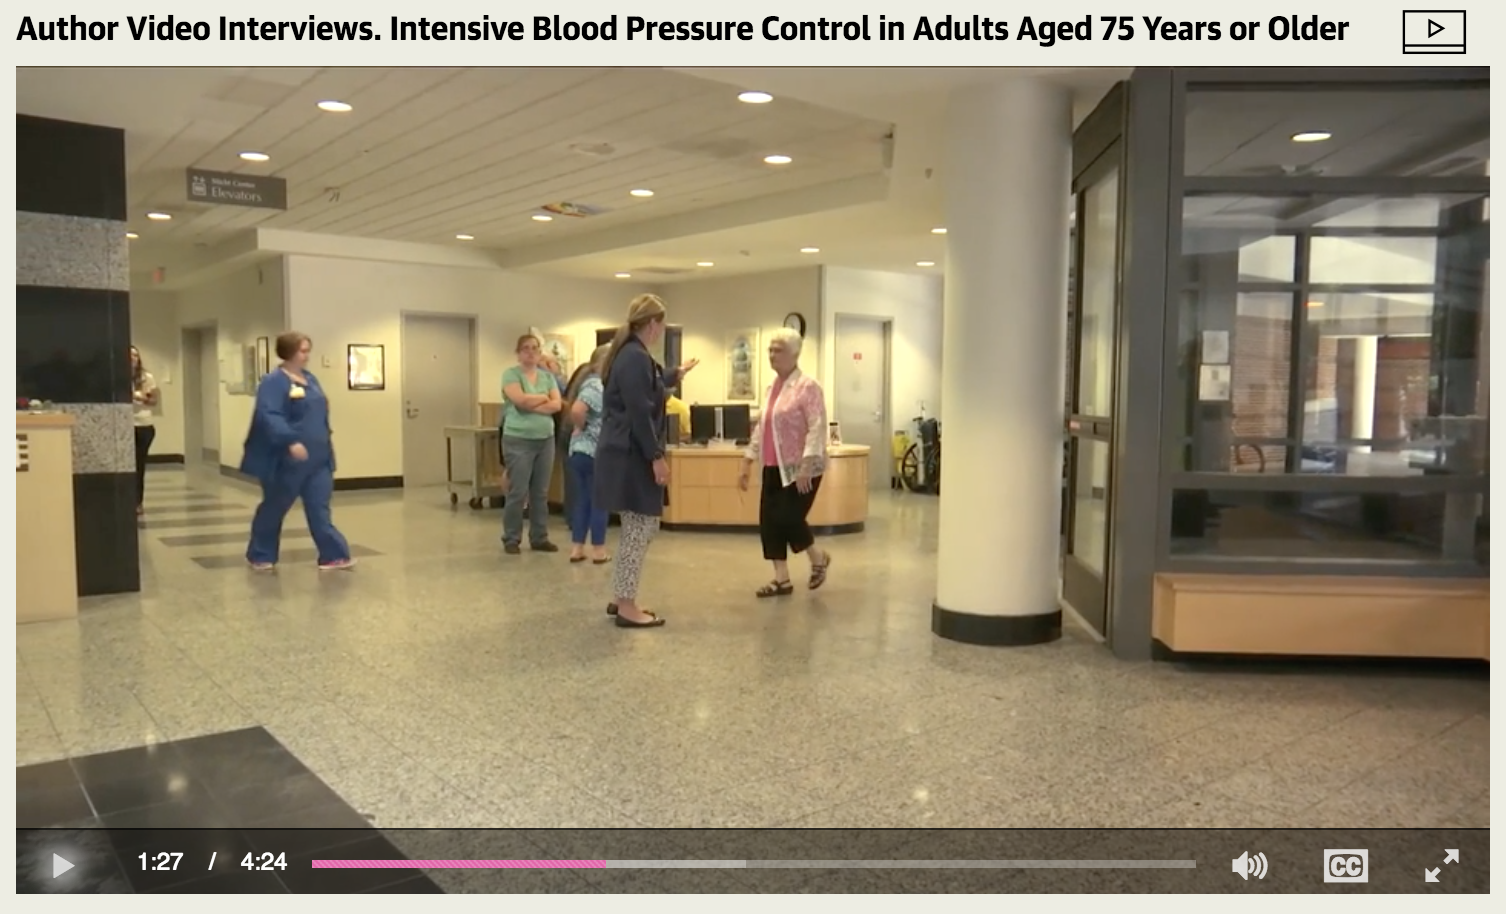 Author Video Interviews. Intensive Blood Pressure Control in Adults Aged 75 Years or Older
Elevators
E
1:27 / 4:24
CC